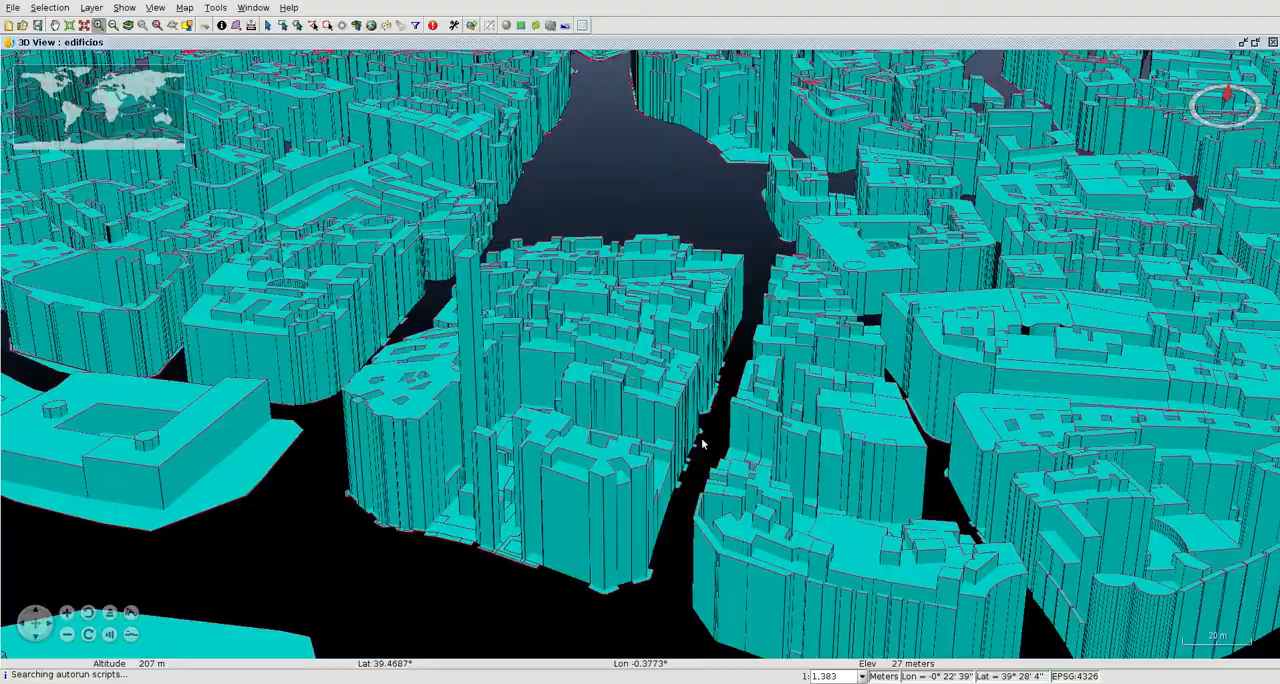 File Selection Layer Show View Map Tools Window Help
3D View : edificios
20 m
Altitude 207 m Lat 39.4687° Lon -0.3773° Elev 27 meters
Searching autorun scripts... 1: 1.383 Meters Lon = -0° 22' 39" Lat = 39° 28' 4" EPSG:4326